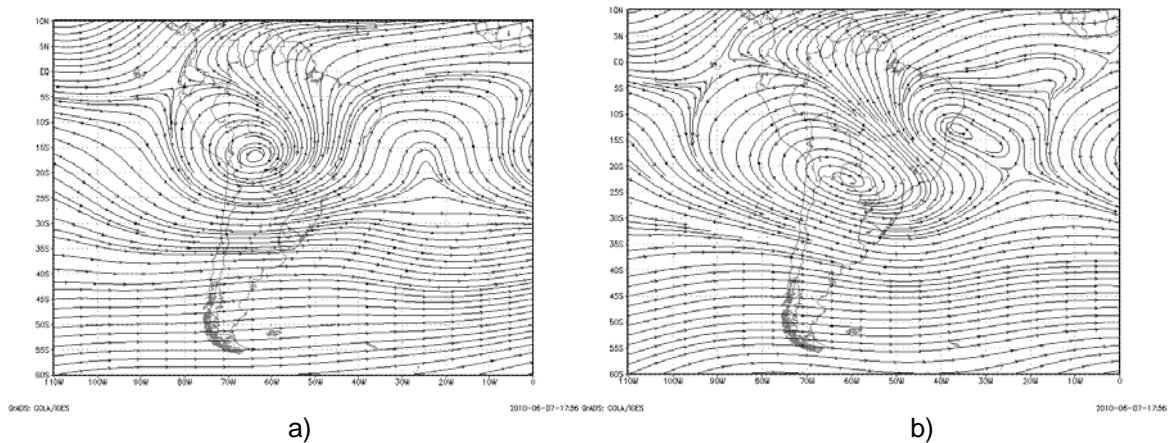 10N
5N
EQ
5S
10S
15S
20S
25S
30S
35S
40S
45S
50S
55S
60S
110W 100W 90W 80W 70W 60W 50W 40W 30W 20W 10W 0
GrADS: COLA/IGES 2010-06-07-17:56
a)
10N
5N
EQ
5S
10S
15S
20S
25S
30S
35S
40S
45S
50S
55S
60S
110W 100W 90W 80W 70W 60W 50W 40W 30W 20W 10W 0
GrADS: COLA/IGES 2010-06-07-17:56
b)